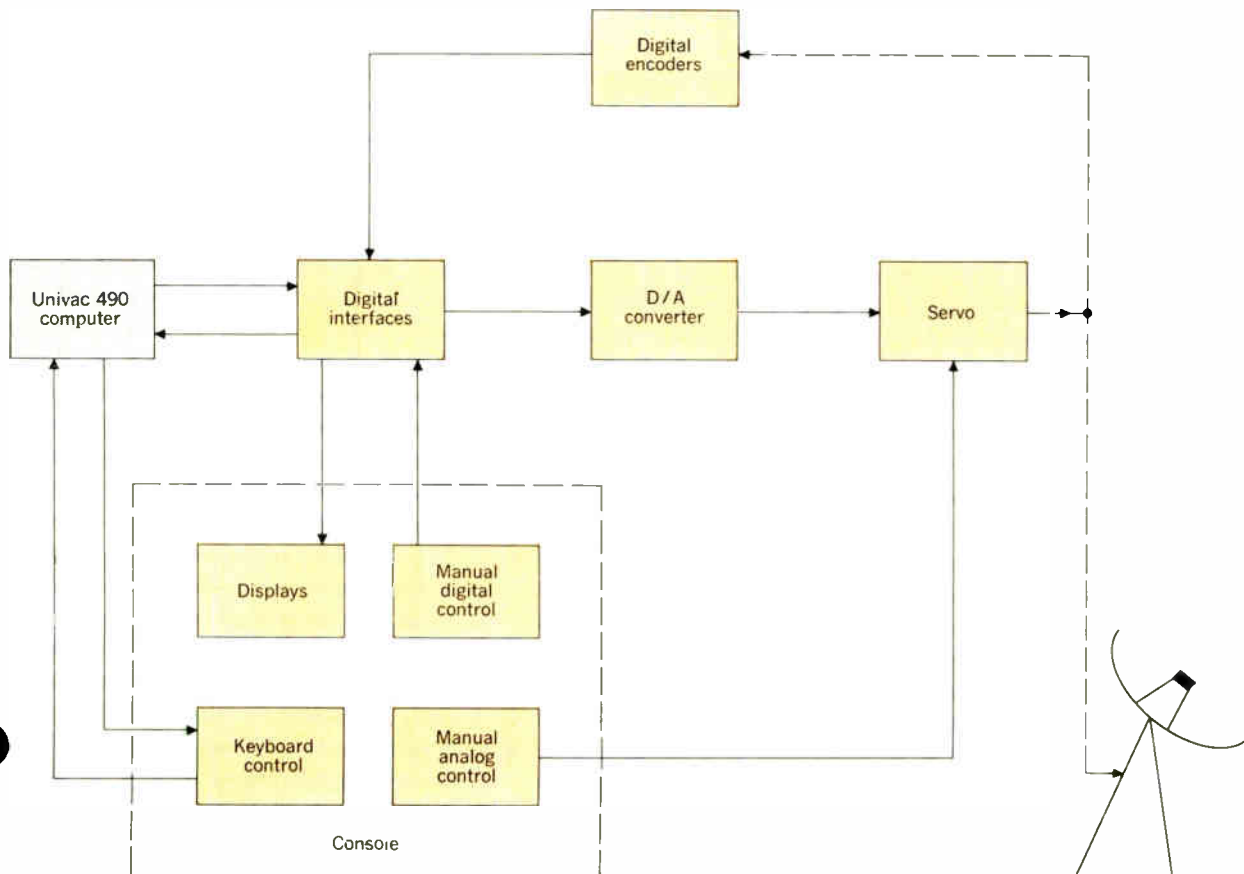 Digital
encoders
Univac 490
computer
Digital
interfaces
D/A
converter
Servo
Displays
Manual
digital
control
Keyboard
control
Manual
analog
control
Console